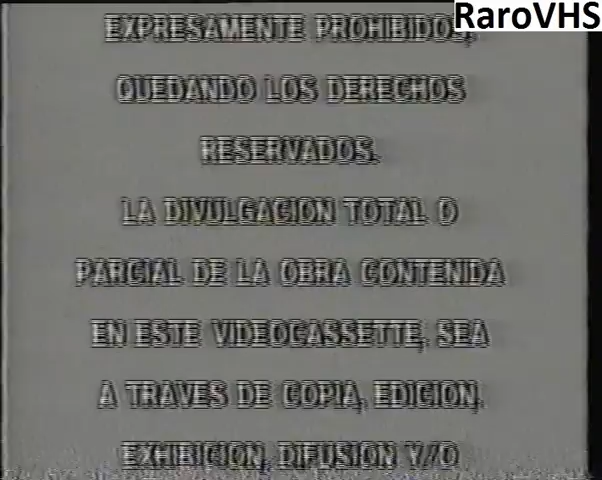 RaroVHS
EXPRESAMENTE PROHIBIDOS,
QUEDANDO LOS DERECHOS
RESERVADOS.
LA DIVULGACION TOTAL O
PARCIAL DE LA OBRA CONTENIDA
EN ESTE VIDEOCASSETTE, SEA
A TRAVES DE COPIA, EDICION,
EXHIBICION, DIFUSION Y/O